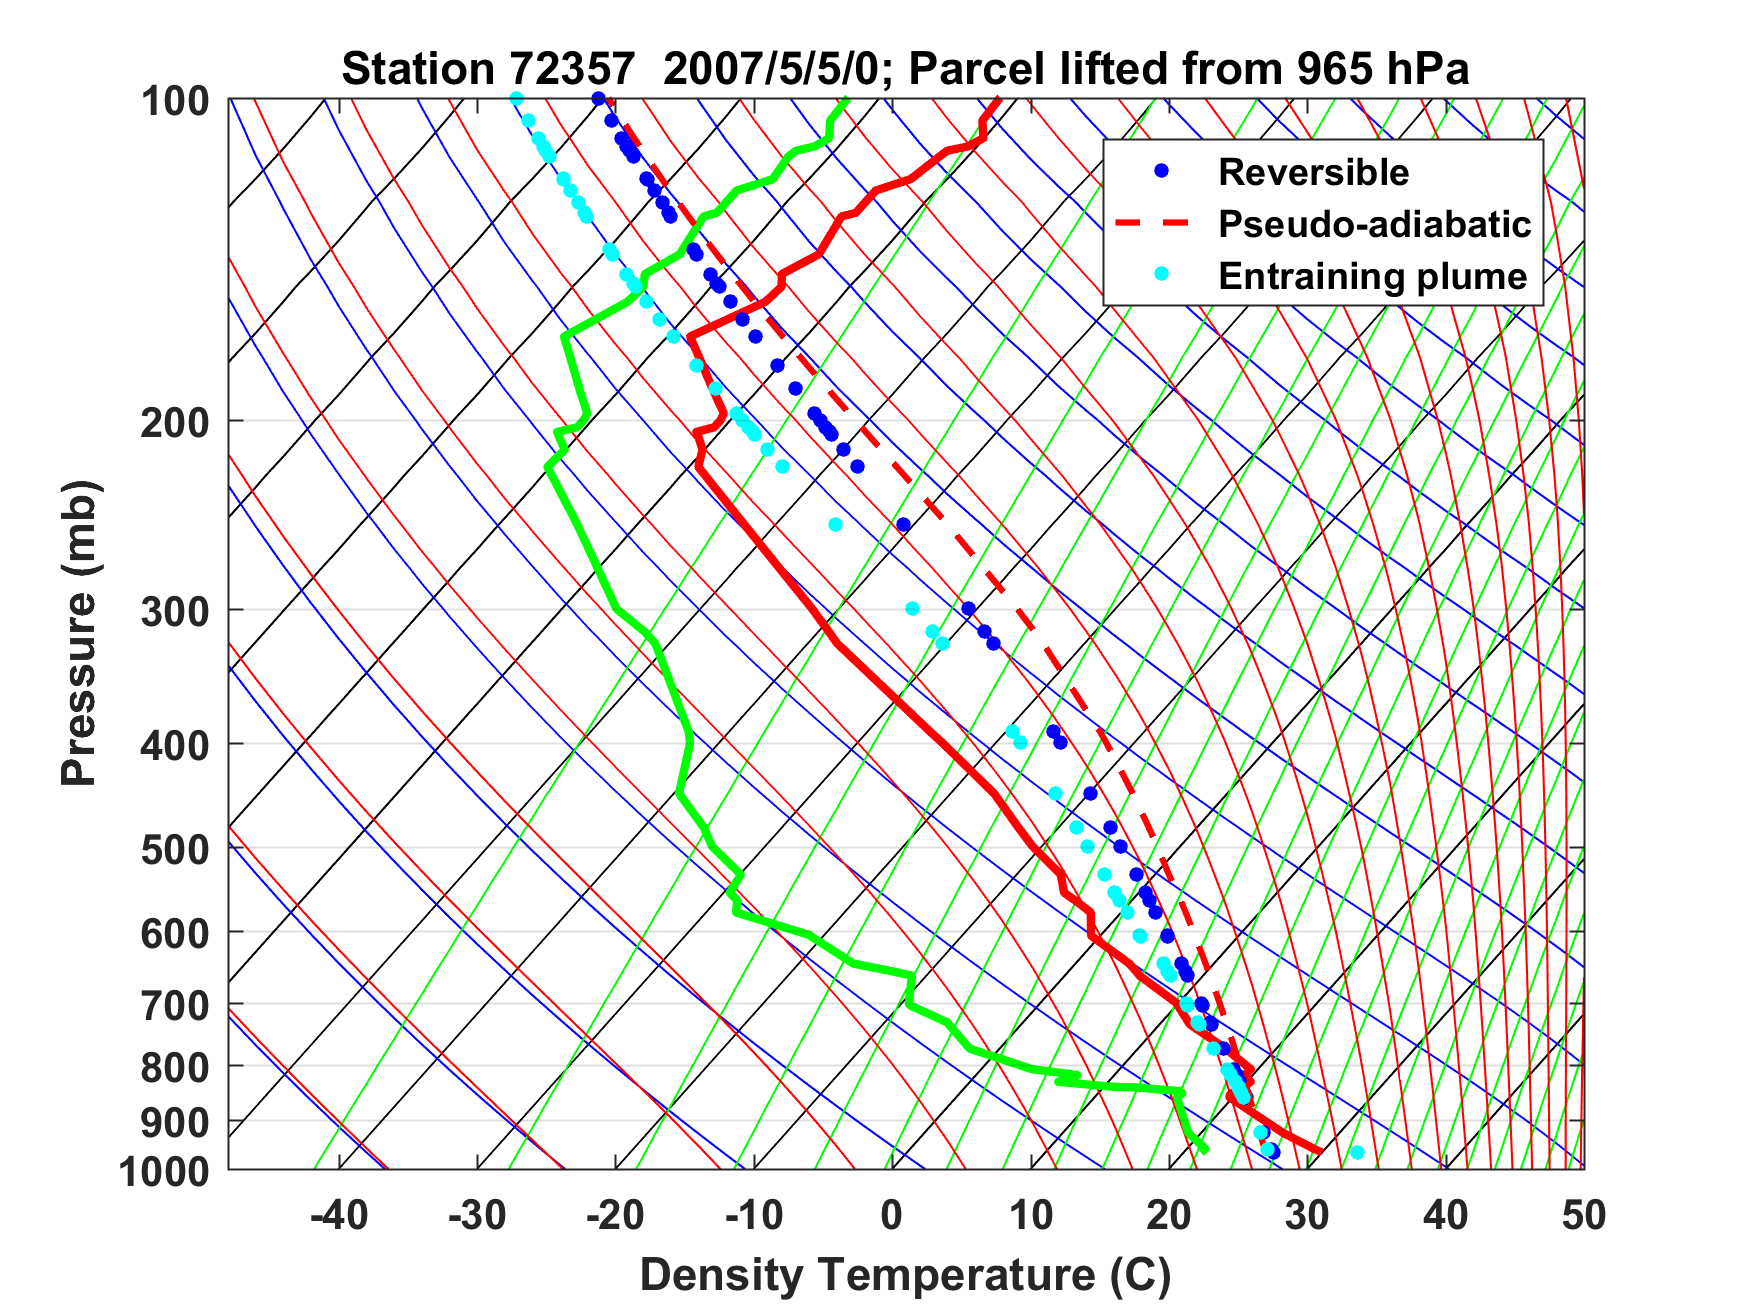 Station 72357  2007/5/5/0; Parcel lifted from 965 hPa
100
200
300
400
500
600
700
800
900
1000
Pressure (mb)
Reversible
Pseudo-adiabatic
Entraining plume
-40 -30 -20 -10 0 10 20 30 40 50
Density Temperature (C)